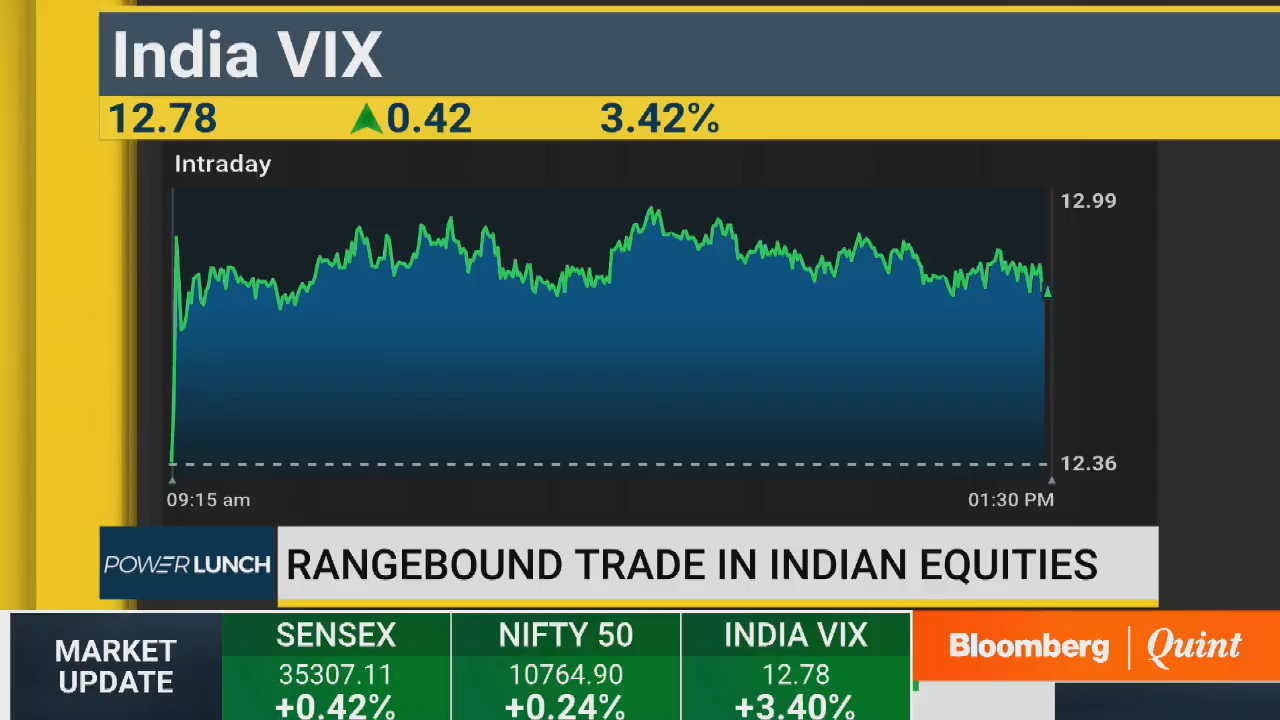 India VIX
12.78 ▲0.42 3.42%
Intraday
12.99
12.36
09:15 am 01:30 PM
POWER LUNCH RANGEBOUND TRADE IN INDIAN EQUITIES
MARKET UPDATE
SENSEX
35307.11
+0.42%
NIFTY 50
10764.90
+0.24%
INDIA VIX
12.78
+3.40%
Bloomberg | Quint